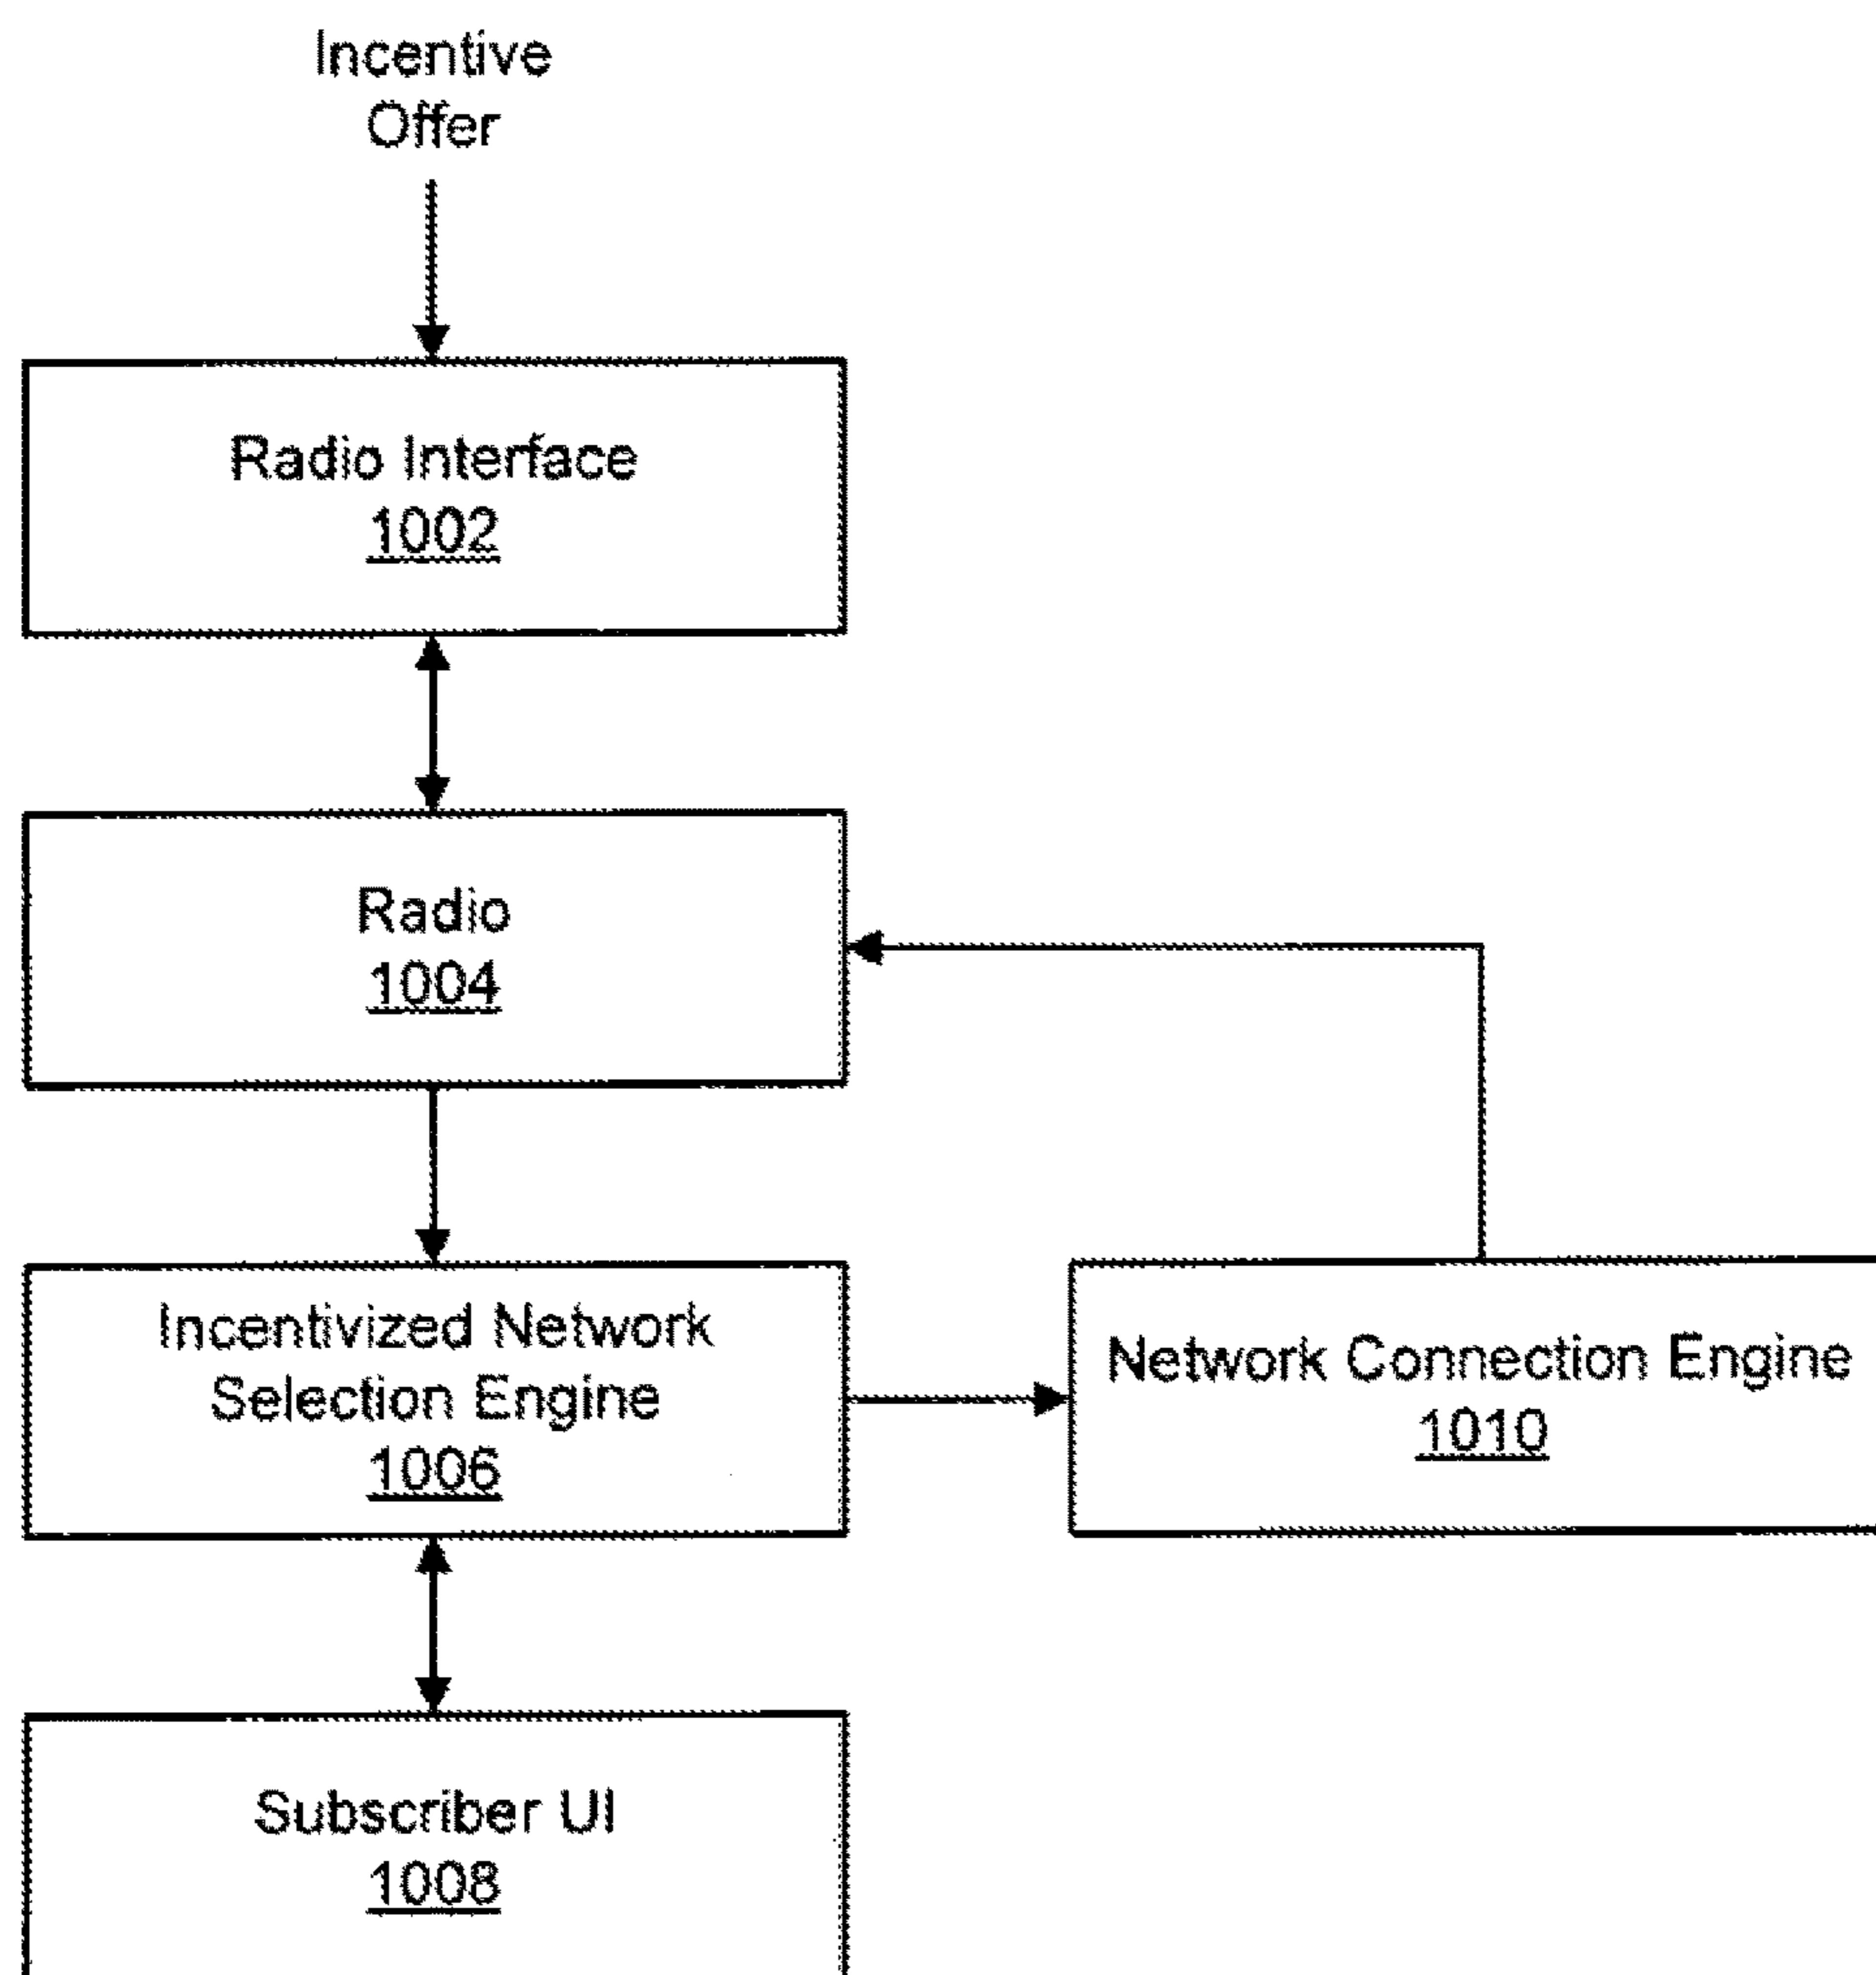 Incentive
Offer
Radio Interface
1002
Radio
1004
Incentivized Network
Selection Engine
1006
Network Connection Engine
1010
Subscriber UI
1008